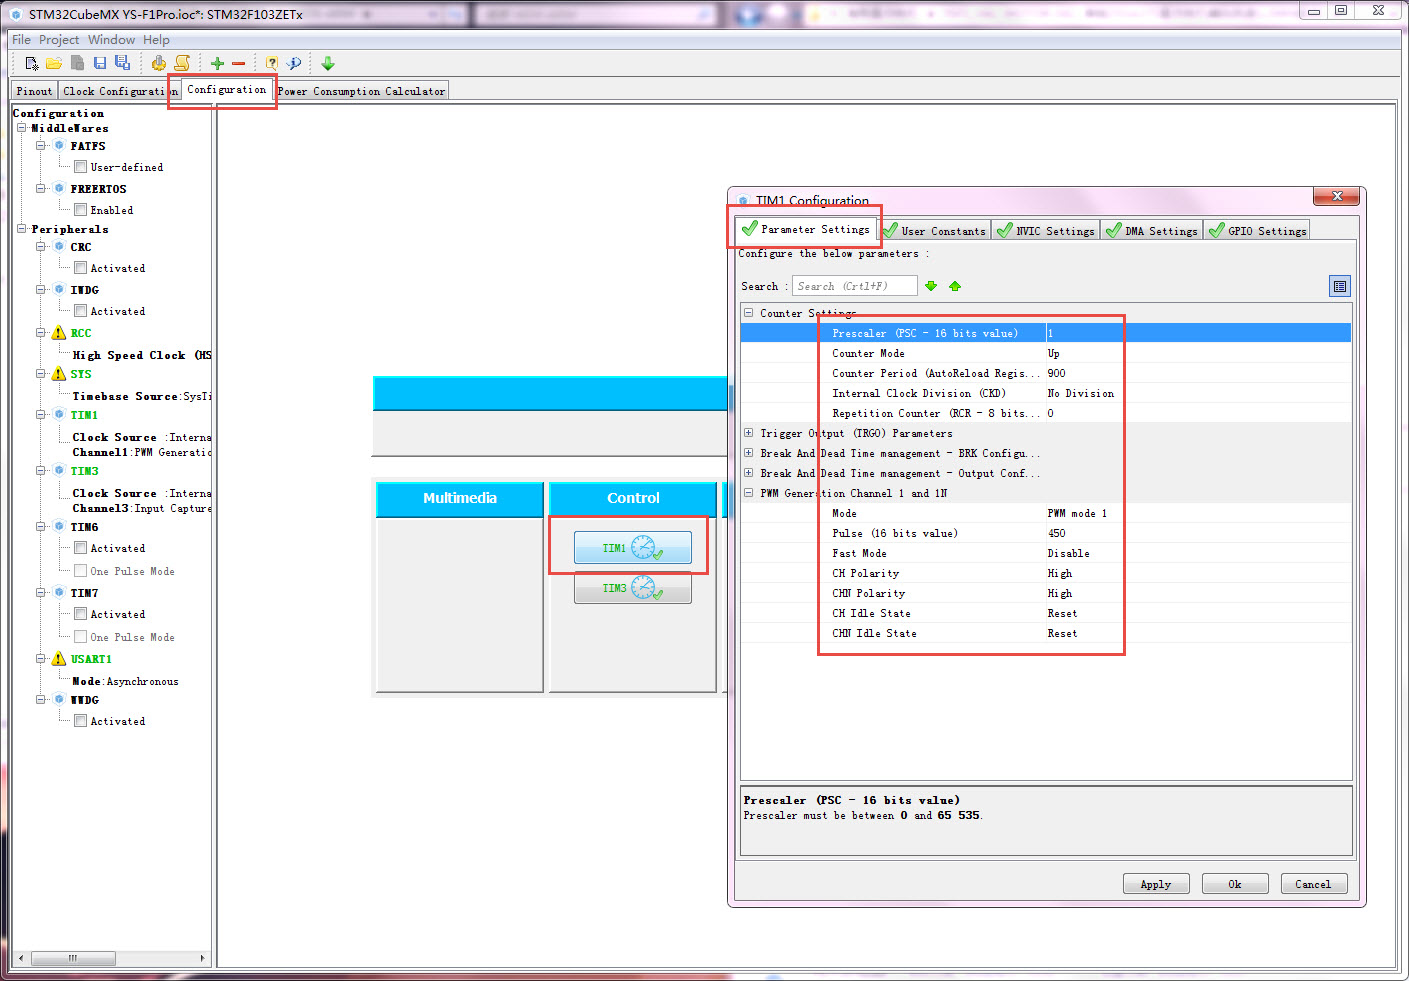 STM32CubeMX YS-F1Pro.ioc*: STM32F103ZETx
File Project Window Help
Pinout Clock Configuration Configuration Power Consumption Calculator
Configuration
MiddleWares
FATFS
User-defined
FREERTOS
Enabled
Peripherals
CRC
Activated
IWDG
Activated
RCC
High Speed Clock (HS
SYS
Timebase Source:SysTi
TIM1
Clock Source :Interna
Channel1:PWM Generatio
TIM3
Clock Source :Interna
Channel3:Input Capture
TIM6
Activated
One Pulse Mode
TIM7
Activated
One Pulse Mode
USART1
Mode:Asynchronous
WWDG
Activated
Multimedia
Control
TIM1
TIM3
TIM1 Configuration
Parameter Settings User Constants NVIC Settings DMA Settings GPIO Settings
Configure the below parameters :
Search : Search (Crtl+F)
Counter Settings
Prescaler (PSC - 16 bits value) 1
Counter Mode Up
Counter Period (AutoReload Regis... 900
Internal Clock Division (CKD) No Division
Repetition Counter (RCR - 8 bits... 0
Trigger Output (TRGO) Parameters
Break And Dead Time management - BRK Configu...
Break And Dead Time management - Output Conf...
PWM Generation Channel 1 and 1N
Mode PWM mode 1
Pulse (16 bits value) 450
Fast Mode Disable
CH Polarity High
CHN Polarity High
CH Idle State Reset
CHN Idle State Reset
Prescaler (PSC - 16 bits value)
Prescaler must be between 0 and 65 535.
Apply Ok Cancel